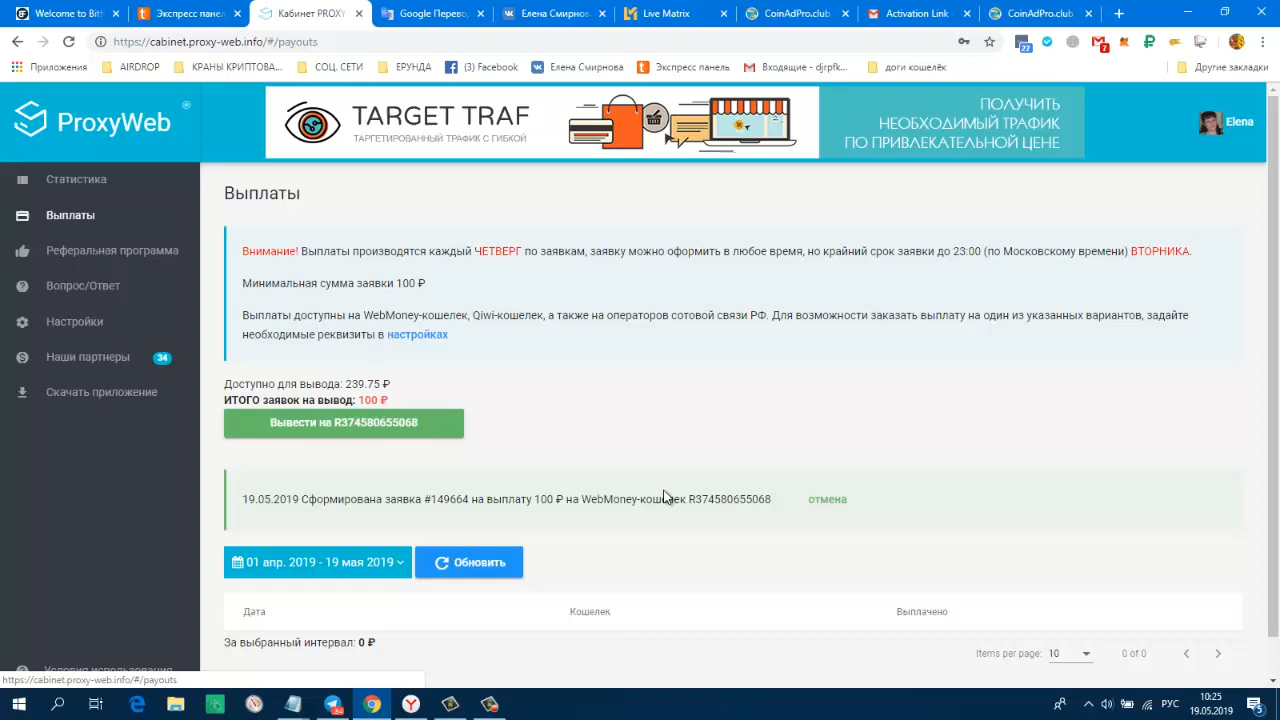 Welcome to Bitk
Экспресс панел
Кабинет PROXY
Google Перевод
Елена Смирнов
Live Matrix
CoinAdPro.club
Activation Link -
CoinAdPro.club
https://cabinet.proxy-web.info/#/payouts
27
7
Приложения
AIRDROP
КРАНЫ КРИПТОВА...
СОЦ. СЕТИ
ЕРУНДА
(3) Facebook
Елена Смирнова
Экспресс панель
Входящие - djrpfk...
доги кошелёк
Другие закладки
ProxyWeb
®
TARGET TRAF
ТАРГЕТИРОВАННЫЙ ТРАФИК С ГИБКОЙ
ПОЛУЧИТЬ
НЕОБХОДИМЫЙ ТРАФИК
ПО ПРИВЛЕКАТЕЛЬНОЙ ЦЕНЕ
Elena
Статистика
Выплаты
Реферальная программа
Вопрос/Ответ
Настройки
Наши партнеры 34
Скачать приложение
Условия использования
Выплаты
Внимание! Выплаты производятся каждый ЧЕТВЕРГ по заявкам, заявку можно оформить в любое время, но крайний срок заявки до 23:00 (по Московскому времени) ВТОРНИКА.
Минимальная сумма заявки 100 ₽
Выплаты доступны на WebMoney-кошелек, Qiwi-кошелек, а также на операторов сотовой связи РФ. Для возможности заказать выплату на один из указанных вариантов, задайте
необходимые реквизиты в настройках
Доступно для вывода: 239.75 ₽
ИТОГО заявок на вывод: 100 ₽
Вывести на R374580655068
19.05.2019 Сформирована заявка #149664 на выплату 100 ₽ на WebMoney-кошелек R374580655068 отмена
01 апр. 2019 - 19 мая 2019
Обновить
Дата Кошелек Выплачено
За выбранный интервал: 0 ₽
Items per page: 10 0 of 0
https://cabinet.proxy-web.info/#/payouts
РУС
10:25
19.05.2019
5